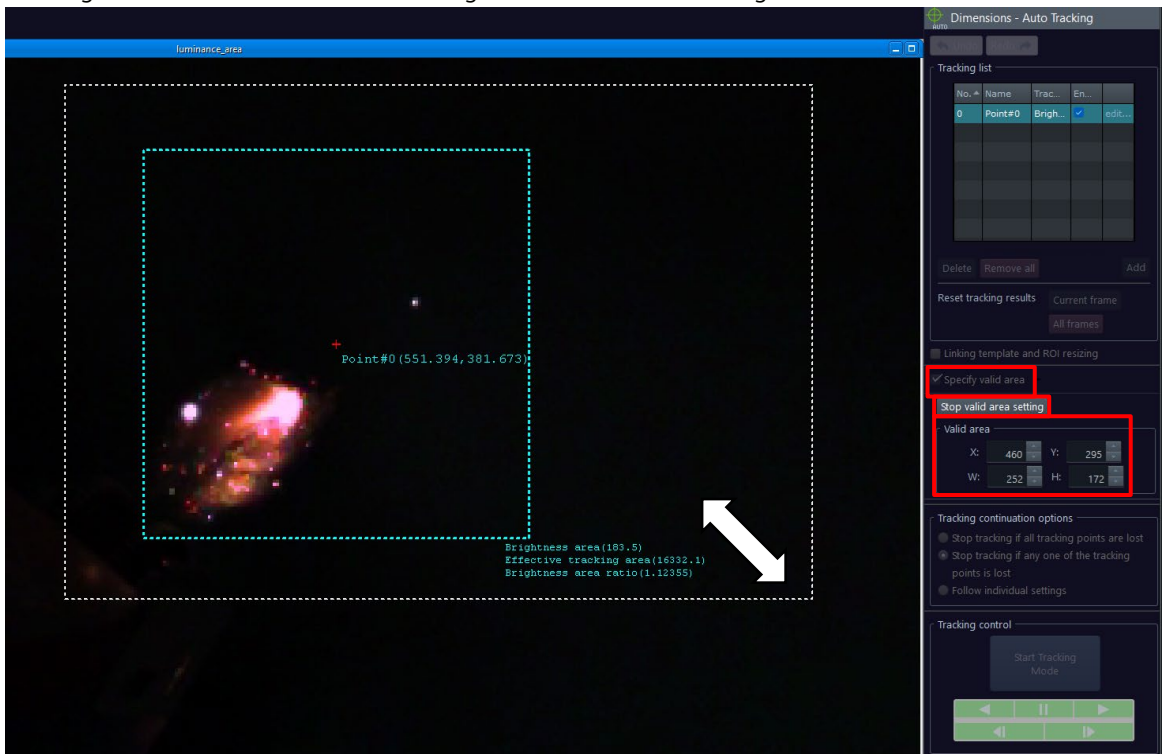 Dimensions - Auto Tracking
AUTO
luminance_area
Tracking list
No. Name Trac... En...
0 Point#0 Brigh... edit...
Point#0(551.394,381.673)
Delete Remove all Add
Reset tracking results Current frame
All frames
Linking template and ROI resizing
Specify valid area
Stop valid area setting
Valid area
X: 460 Y: 295
W: 252 H: 172
Brightness area(183.5)
Effective tracking area(16332.1)
Brightness area ratio(1.12355)
Tracking continuation options
Stop tracking if all tracking points are lost
Stop tracking if any one of the tracking
points is lost
Follow individual settings
Tracking control
Start Tracking
Mode